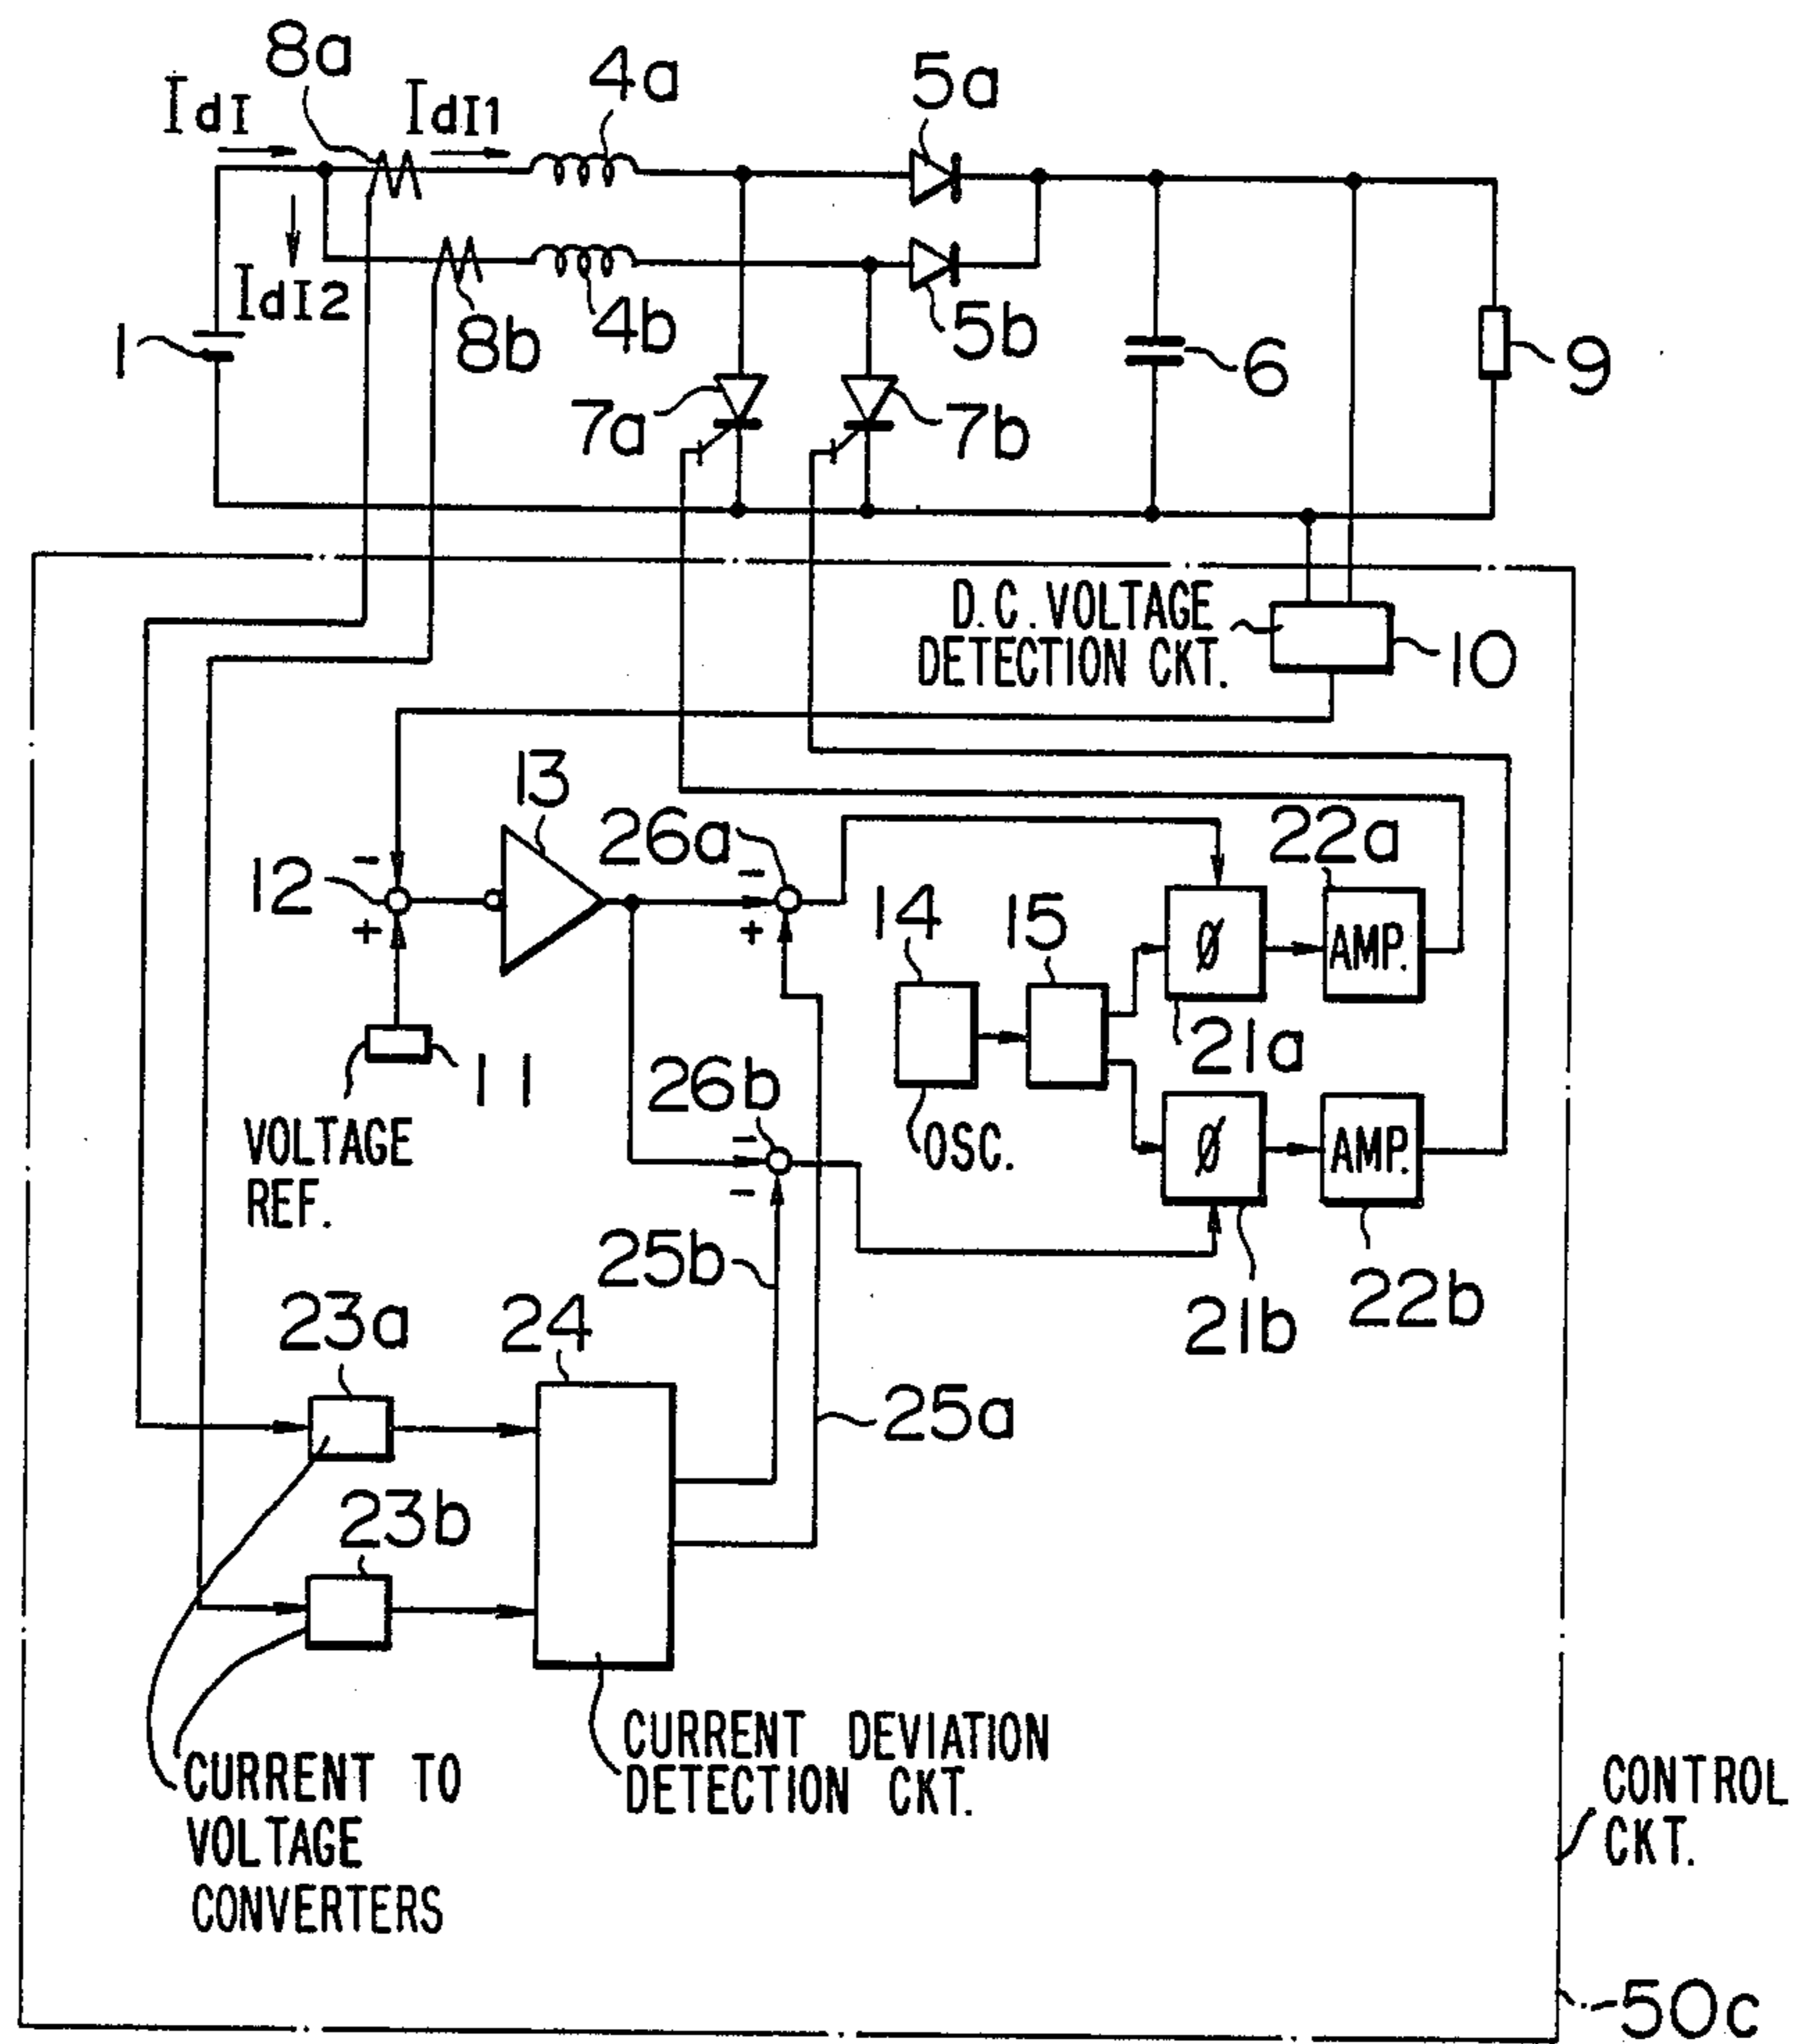 8a
IdI
IdI1
4a
5a
IdI2
1
8b
4b
5b
6
9
7a
7b
D.C. VOLTAGE
DETECTION CKT.
10
13
12
-
+
26a
-
+
22a
14
15
Ø
AMP.
11
21a
26b
VOLTAGE
REF.
OSC.
-
-
Ø
AMP.
25b
21b
22b
23a
24
25a
23b
CURRENT DEVIATION
DETECTION CKT.
CURRENT TO
VOLTAGE
CONVERTERS
CONTROL
CKT.
50c